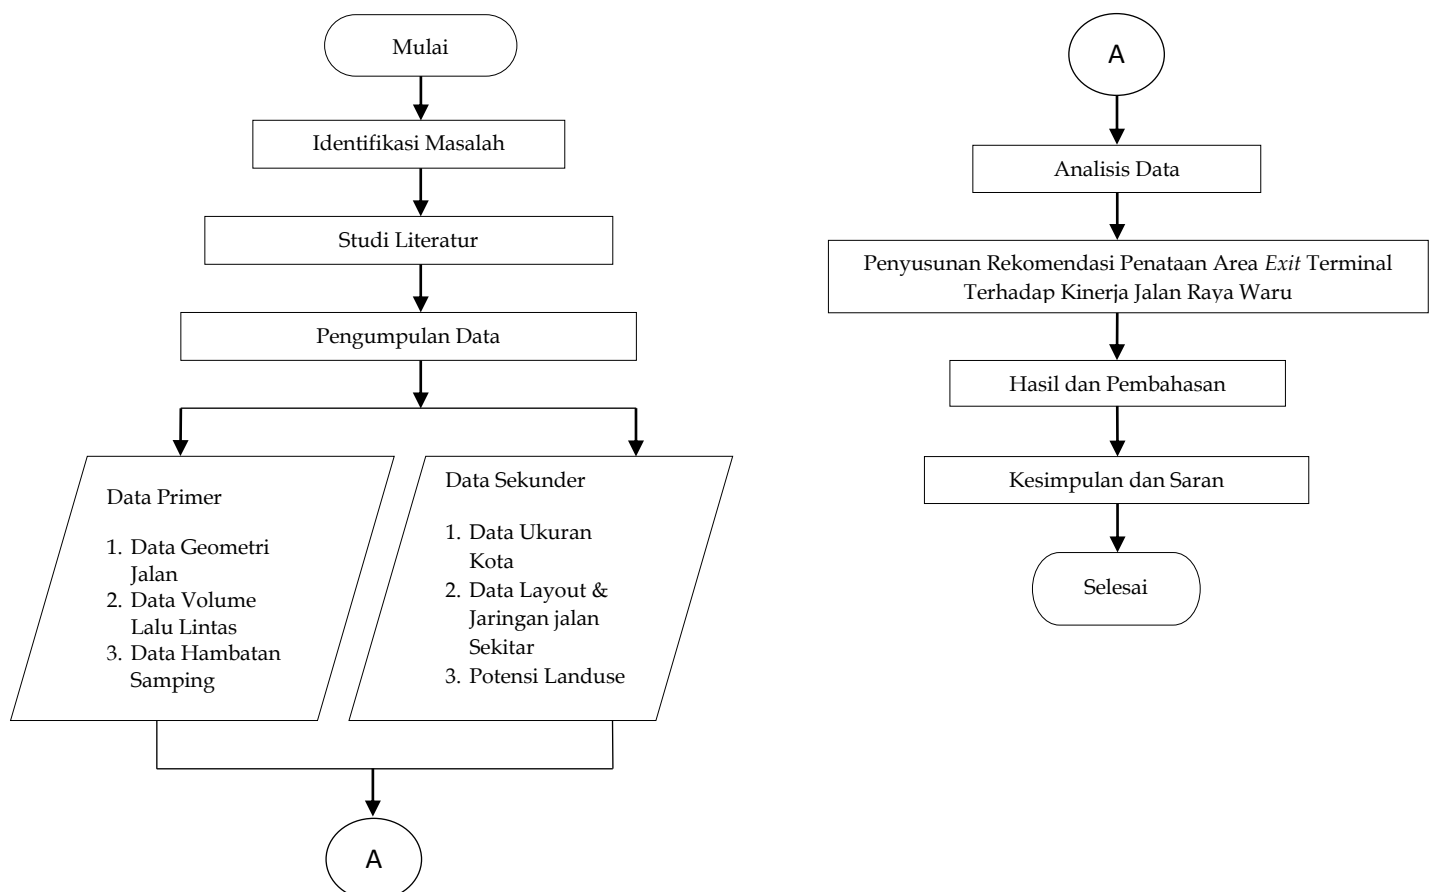 Mulai
Identifikasi Masalah
Studi Literatur
Pengumpulan Data
Data Primer
1. Data Geometri
Jalan
2. Data Volume
Lalu Lintas
3. Data Hambatan
Samping
Data Sekunder
1. Data Ukuran
Kota
2. Data Layout &
Jaringan jalan
Sekitar
3. Potensi Landuse
A
A
Analisis Data
Penyusunan Rekomendasi Penataan Area Exit Terminal
Terhadap Kinerja Jalan Raya Waru
Hasil dan Pembahasan
Kesimpulan dan Saran
Selesai